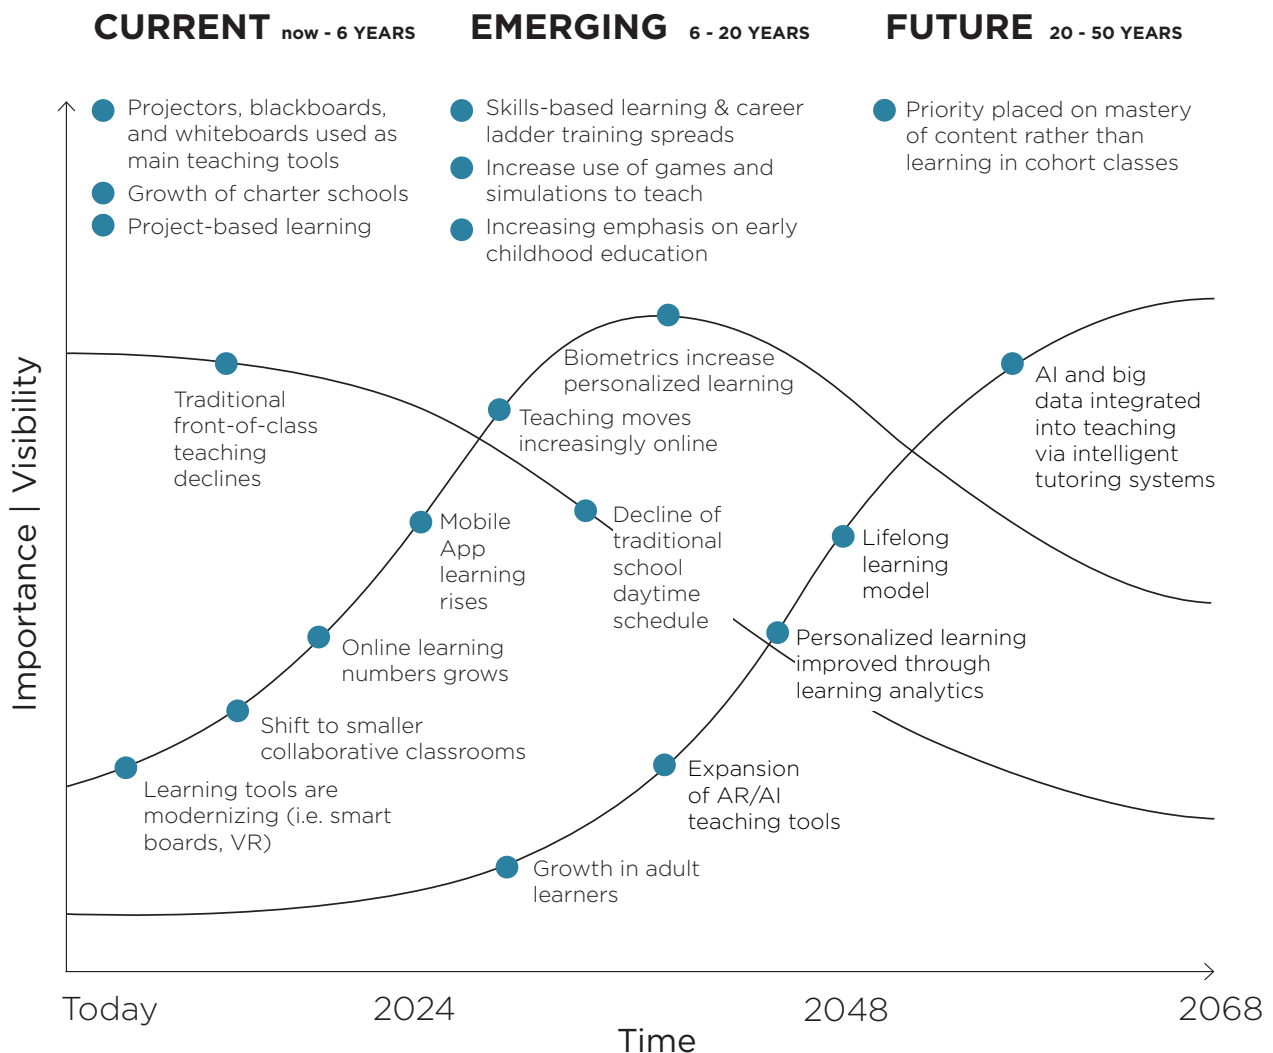 CURRENT now - 6 YEARS
EMERGING 6 - 20 YEARS
FUTURE 20 - 50 YEARS
Projectors, blackboards,
and whiteboards used as
main teaching tools
Growth of charter schools
Project-based learning
Skills-based learning & career
ladder training spreads
Increase use of games and
simulations to teach
Increasing emphasis on early
childhood education
Priority placed on mastery
of content rather than
learning in cohort classes
Importance | Visibility
Traditional
front-of-class
teaching
declines
Biometrics increase
personalized learning
Teaching moves
increasingly online
AI and big
data integrated
into teaching
via intelligent
tutoring systems
Mobile
App
learning
rises
Decline of
traditional
school
daytime
schedule
Lifelong
learning
model
Online learning
numbers grows
Personalized learning
improved through
learning analytics
Shift to smaller
collaborative classrooms
Learning tools are
modernizing (i.e. smart
boards, VR)
Expansion
of AR/AI
teaching tools
Growth in adult
learners
Today
2024
2048
2068
Time